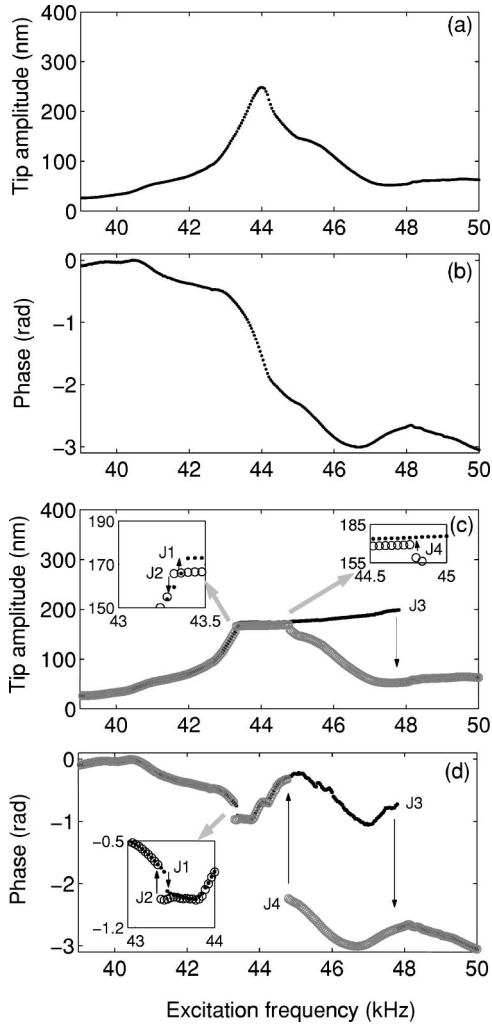 400
(a)
300
200
100
0
Tip amplitude (nm)
40 42 44 46 48 50
0
(b)
−1
−2
−3
Phase (rad)
40 42 44 46 48 50
400
(c)
300
200
100
0
Tip amplitude (nm)
190
170
150
J1
J2
43 43.5
185
155
J4
44.5 45
J3
40 42 44 46 48 50
0
(d)
−1
−2
−3
Phase (rad)
J3
−0.5
−1.2
J1
J2
43 44
J4
40 42 44 46 48 50
Excitation frequency (kHz)